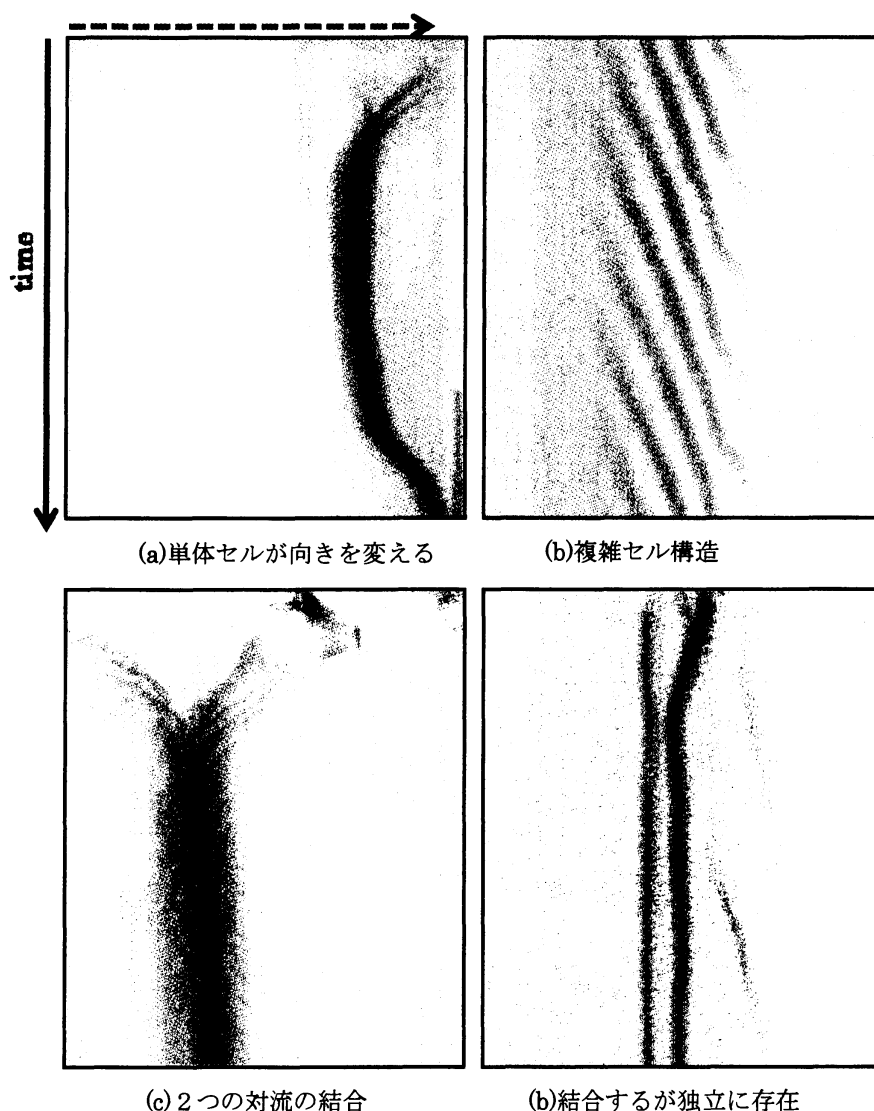 time
(a)単体セルが向きを変える
(b)複雑セル構造
(c)2つの対流の結合
(b)結合するが独立に存在